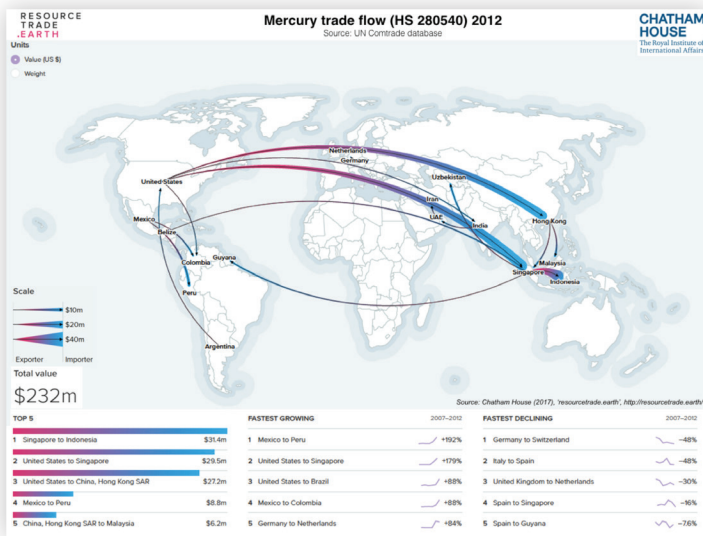 RESOURCE
TRADE
.EARTH
Mercury trade flow (HS 280540) 2012
Source: UN Comtrade database
CHATHAM
HOUSE
The Royal Institute of
International Affairs
Units
Value (US $)
Weight
Netherlands
Germany
United States
Uzbekistan
Iran
UAE
India
Hong Kong
Mexico
Belize
Guyana
Colombia
Malaysia
Singapore
Indonesia
Peru
Argentina
Scale
$10m
$20m
$40m
Exporter Importer
Total value
$232m
Source: Chatham House (2017), 'resourcetrade.earth', http://resourcetrade.earth/
TOP 5
1 Singapore to Indonesia $31.4m
2 United States to Singapore $29.5m
3 United States to China, Hong Kong SAR $27.2m
4 Mexico to Peru $8.8m
5 China, Hong Kong SAR to Malaysia $6.2m
FASTEST GROWING 2007–2012
1 Mexico to Peru +192%
2 United States to Singapore +179%
3 United States to Brazil +88%
4 Mexico to Colombia +88%
5 Germany to Netherlands +84%
FASTEST DECLINING 2007–2012
1 Germany to Switzerland –48%
2 Italy to Spain –48%
3 United Kingdom to Netherlands –30%
4 Spain to Singapore –16%
5 Spain to Guyana –7.6%